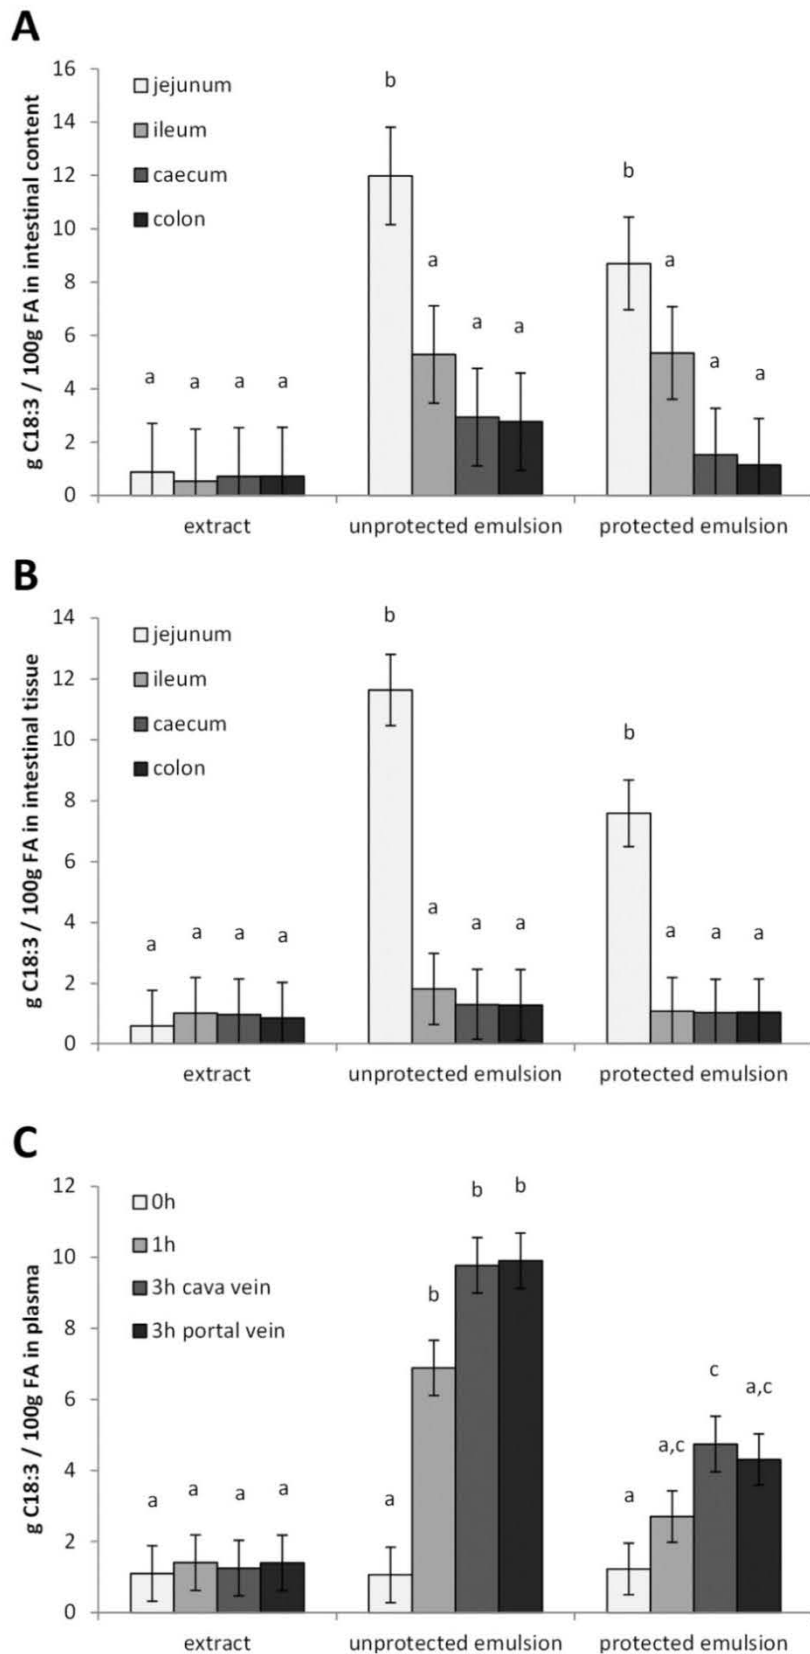 A
g C18:3 / 100g FA in intestinal content
16
14
12
10
8
6
4
2
0
jejunum
ileum
caecum
colon
a
a
a
a
b
a
a
a
b
a
a
a
extract
unprotected emulsion
protected emulsion
B
g C18:3 / 100g FA in intestinal tissue
14
12
10
8
6
4
2
0
jejunum
ileum
caecum
colon
a
a
a
a
b
a
a
a
b
a
a
a
extract
unprotected emulsion
protected emulsion
C
g C18:3 / 100g FA in plasma
12
10
8
6
4
2
0
0h
1h
3h cava vein
3h portal vein
a
a
a
a
a
b
b
b
a
a,c
c
a,c
extract
unprotected emulsion
protected emulsion